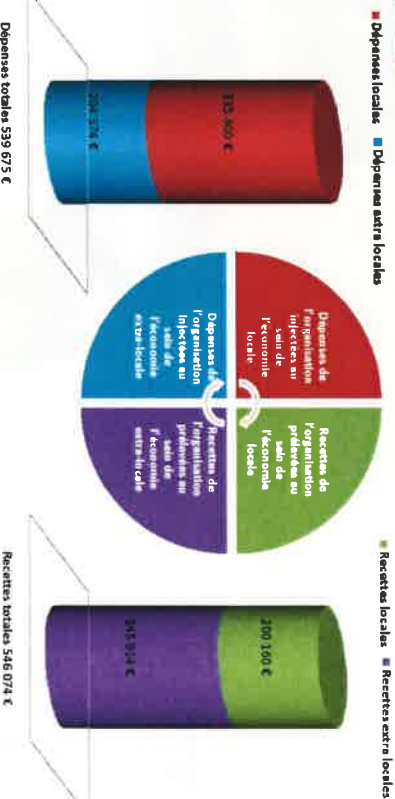 Dépenses locales Dépenses extra locales
335 400 €
Dépenses totales 539 675 €
Dépenses de
l'organisation
injectées au
sein de
l'économie
locale
Recettes de
l'organisation
prélevées au
sein de
l'économie
locale
Dépenses de
l'organisation
injectées au
sein de
l'économie
extra-locale
Recettes de
l'organisation
prélevées au
sein de
l'économie
extra-locale
Recettes locales Recettes extra locales
200 160 €
345 914 €
Recettes totales 546 074 €